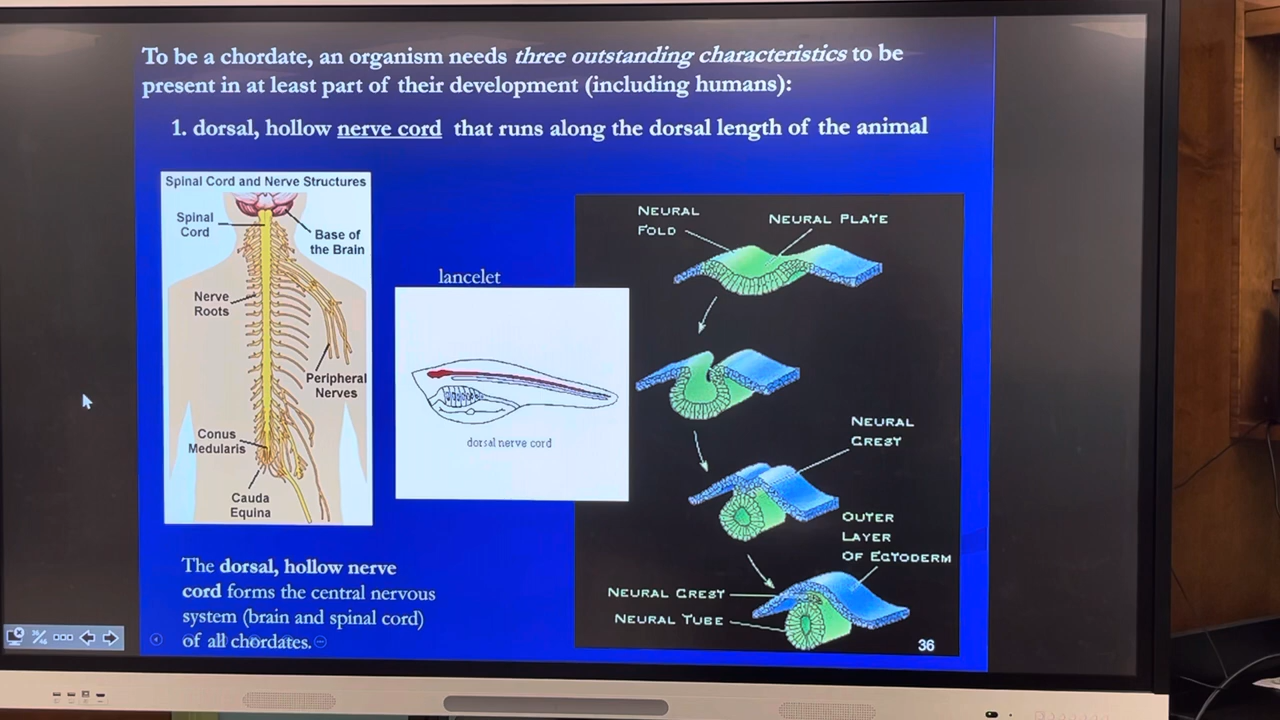 To be a chordate, an organism needs three outstanding characteristics to be
present in at least part of their development (including humans):
1. dorsal, hollow nerve cord that runs along the dorsal length of the animal
Spinal Cord and Nerve Structures
Spinal
Cord
Base of
the Brain
Nerve
Roots
Peripheral
Nerves
Conus
Medularis
Cauda
Equina
lancelet
dorsal nerve cord
NEURAL
FOLD
NEURAL PLATE
NEURAL
CREST
OUTER
LAYER
OF ECTODERM
NEURAL CREST
NEURAL TUBE
The dorsal, hollow nerve
cord forms the central nervous
system (brain and spinal cord)
of all chordates.
36